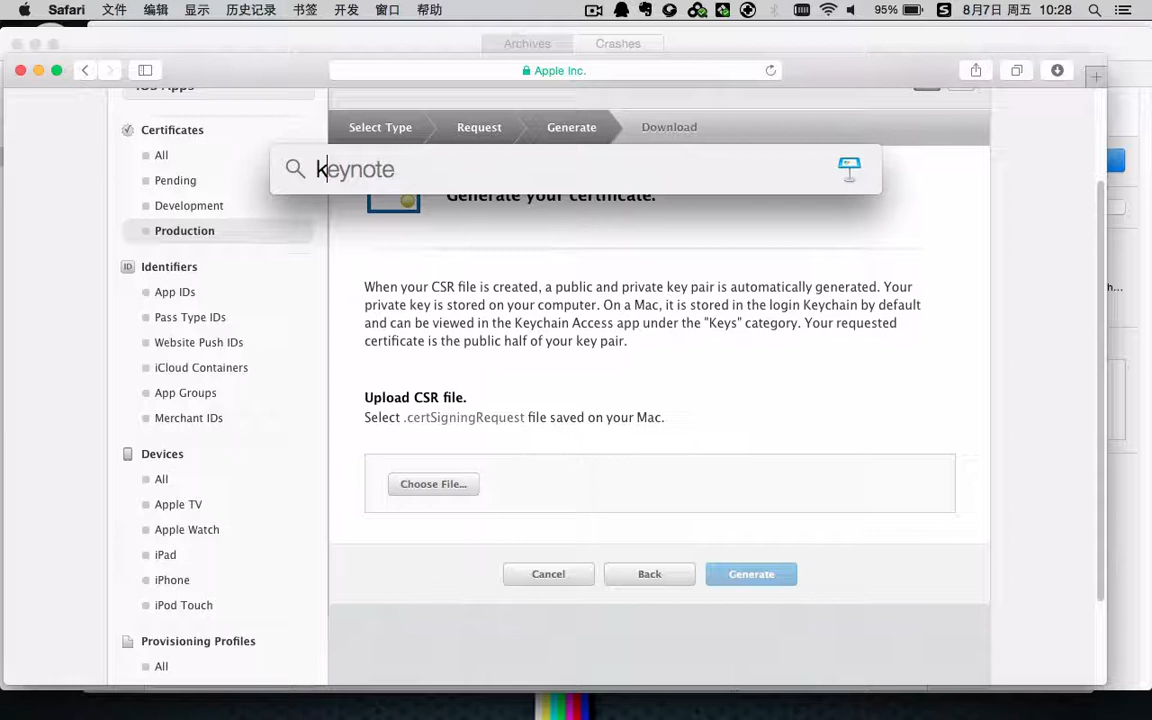 Safari 文件 编辑 显示 历史记录 书签 开发 窗口 帮助 95% 8月7日 周五 10:28
Archives Crashes
Apple Inc.
iOS Apps
Select Type Request Generate Download
Certificates
All
Pending
Development
Production
keynote
Generate your certificate.
Identifiers
App IDs
Pass Type IDs
Website Push IDs
iCloud Containers
App Groups
Merchant IDs
When your CSR file is created, a public and private key pair is automatically generated. Your
private key is stored on your computer. On a Mac, it is stored in the login Keychain by default
and can be viewed in the Keychain Access app under the "Keys" category. Your requested
certificate is the public half of your key pair.
Upload CSR file.
Select .certSigningRequest file saved on your Mac.
Choose File...
Devices
All
Apple TV
Apple Watch
iPad
iPhone
iPod Touch
Cancel Back Generate
Provisioning Profiles
All